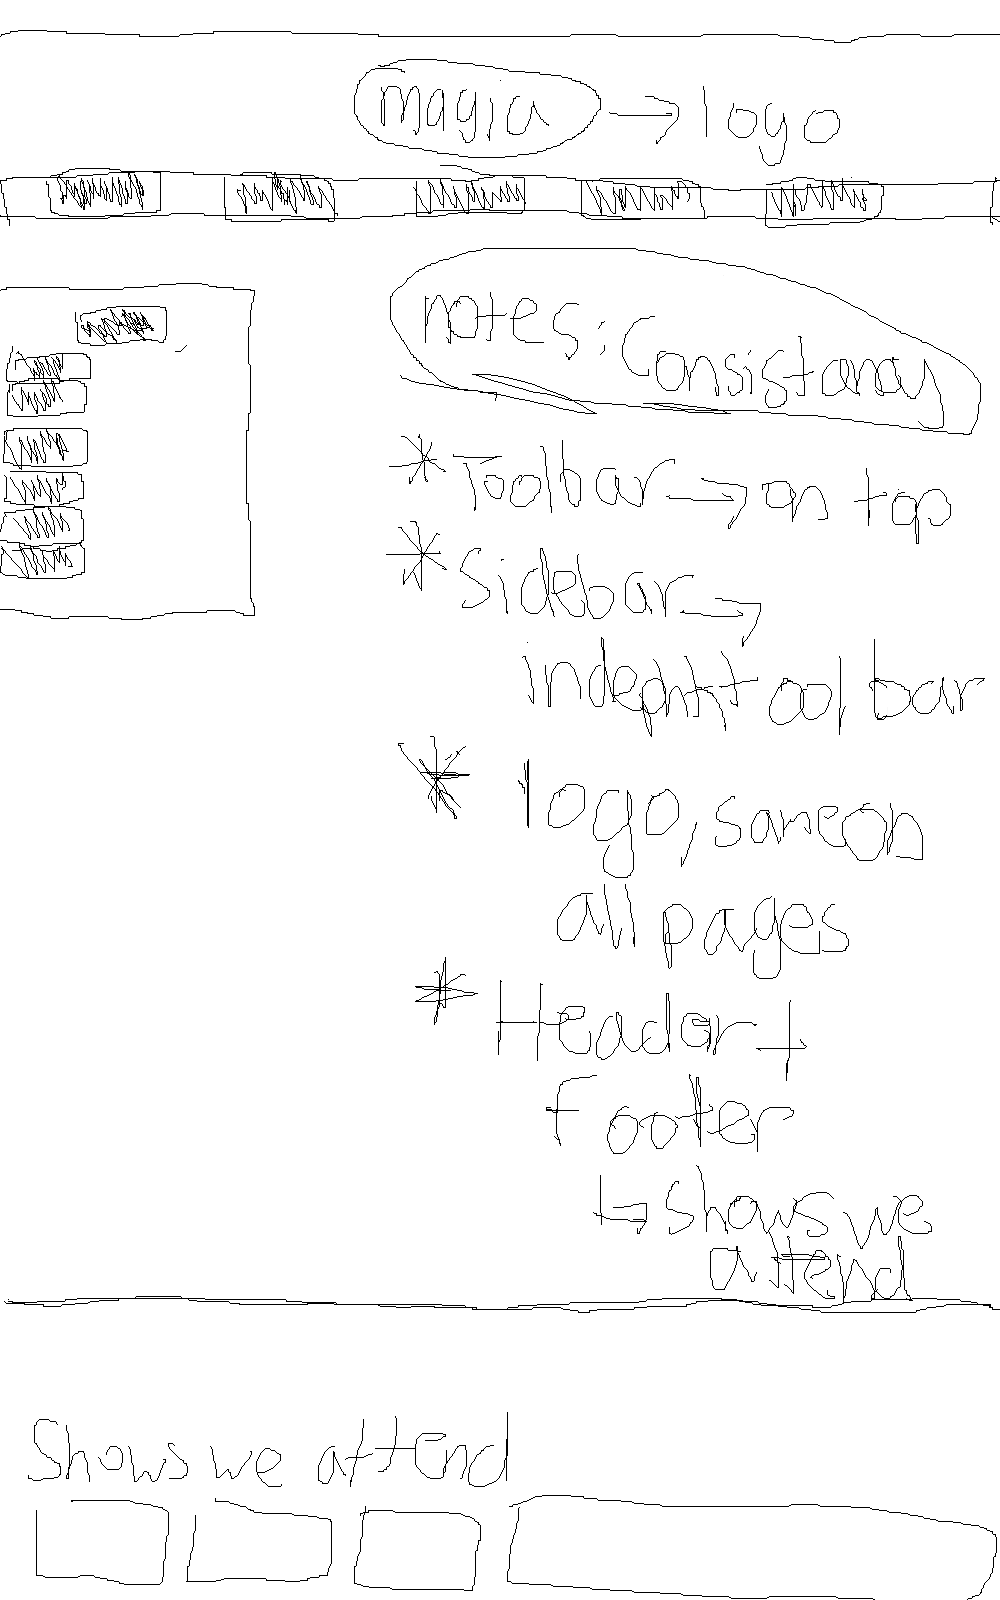 magia → logo
notes: Consistancy
* Toolbar → on top
* Sidebar →
indepht toolbar
* logo, same on
all pages
* Header +
Footer
↳ shows we
attend
Shows we attend